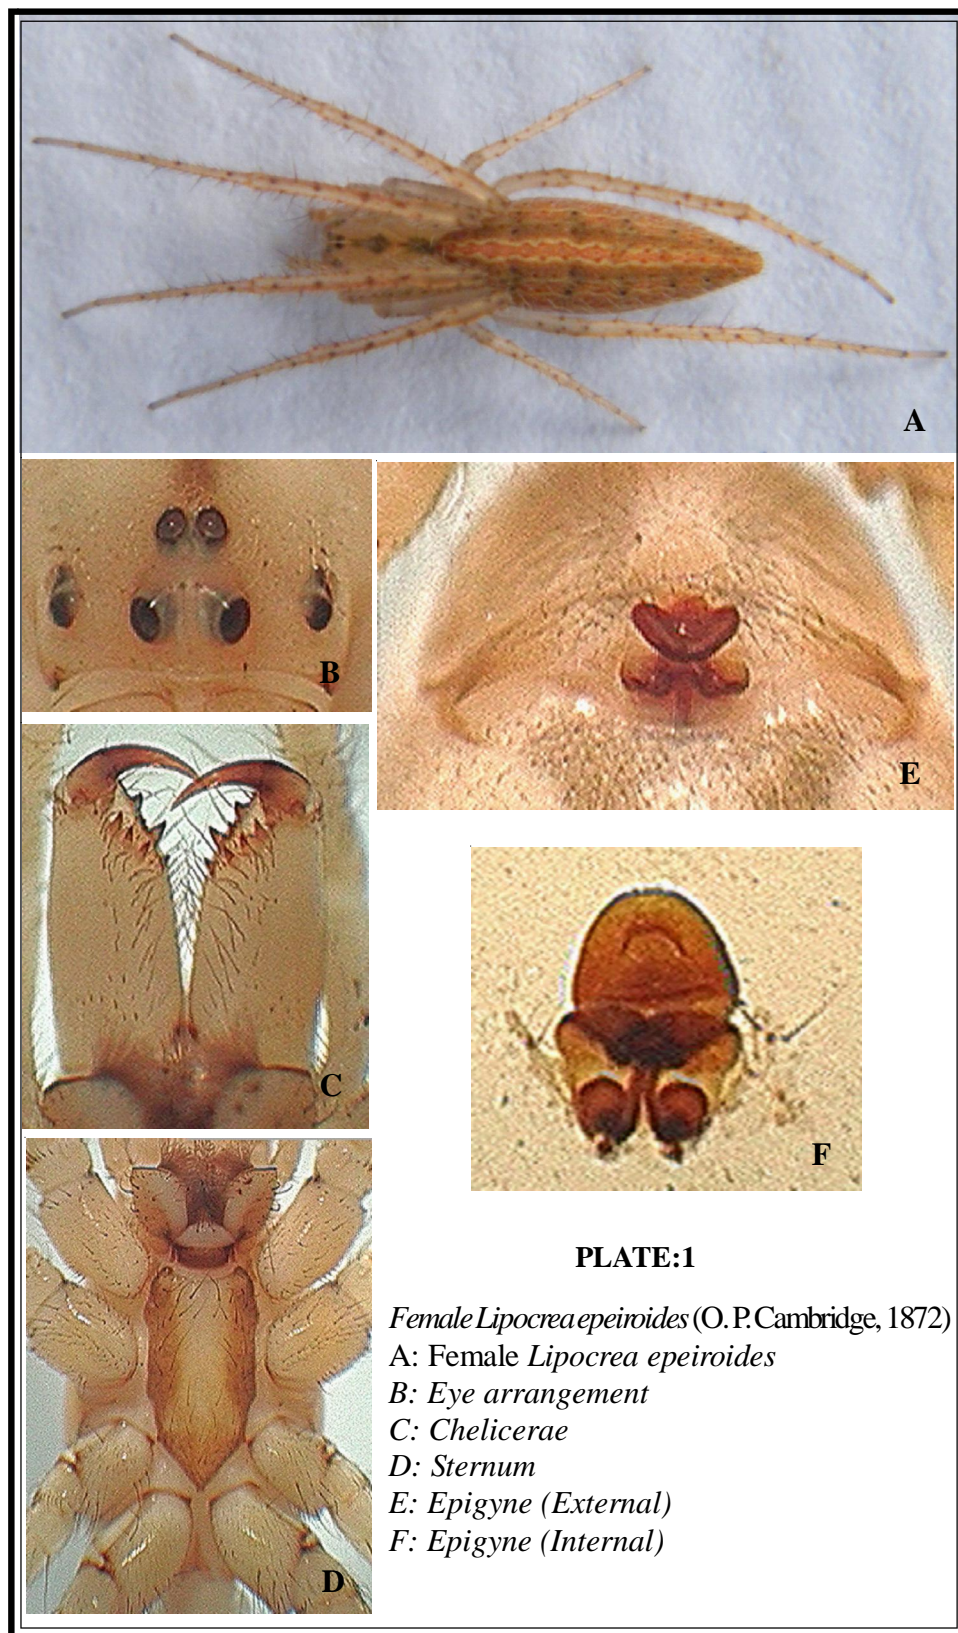 A
B
E
C
F
D
PLATE:1
Female Lipocrea epeiroides (O. P. Cambridge, 1872)
A: Female Lipocrea epeiroides
B: Eye arrangement
C: Chelicerae
D: Sternum
E: Epigyne (External)
F: Epigyne (Internal)